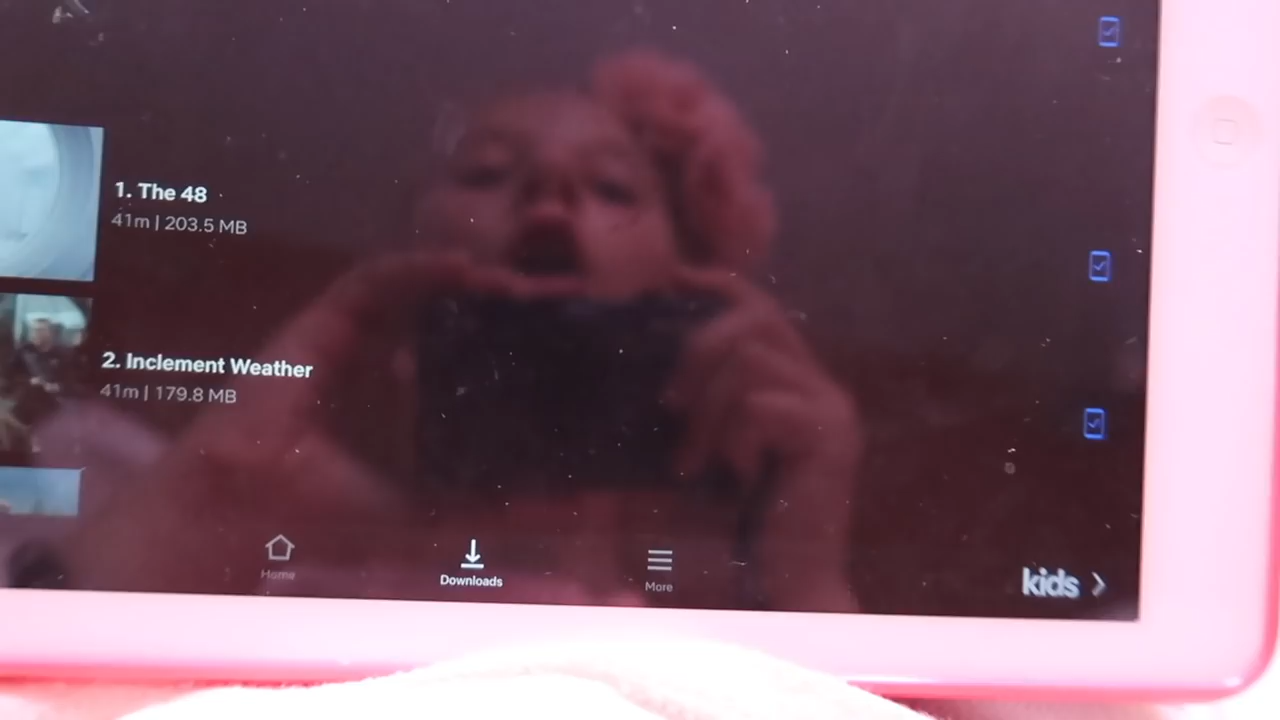 1. The 48
41m | 203.5 MB
2. Inclement Weather
41m | 179.8 MB
Home
Downloads
More
kids